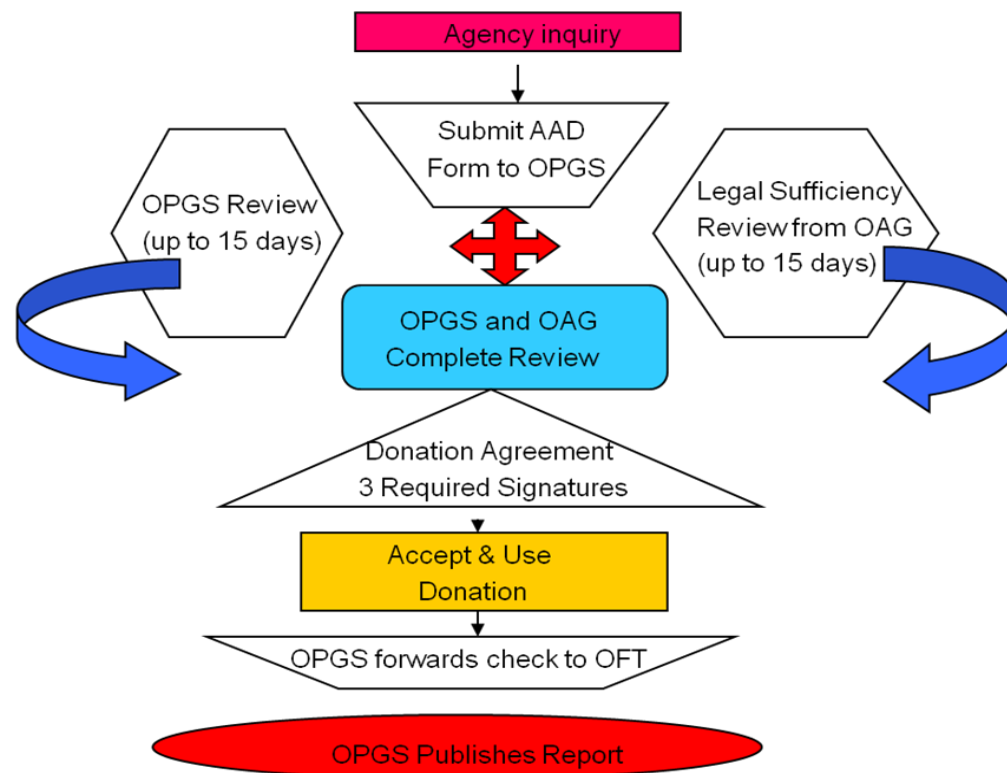 Agency inquiry
Submit AAD
Form to OPGS
OPGS Review
(up to 15 days)
Legal Sufficiency
Review from OAG
(up to 15 days)
OPGS and OAG
Complete Review
Donation Agreement
3 Required Signatures
Accept & Use
Donation
OPGS forwards check to OFT
OPGS Publishes Report